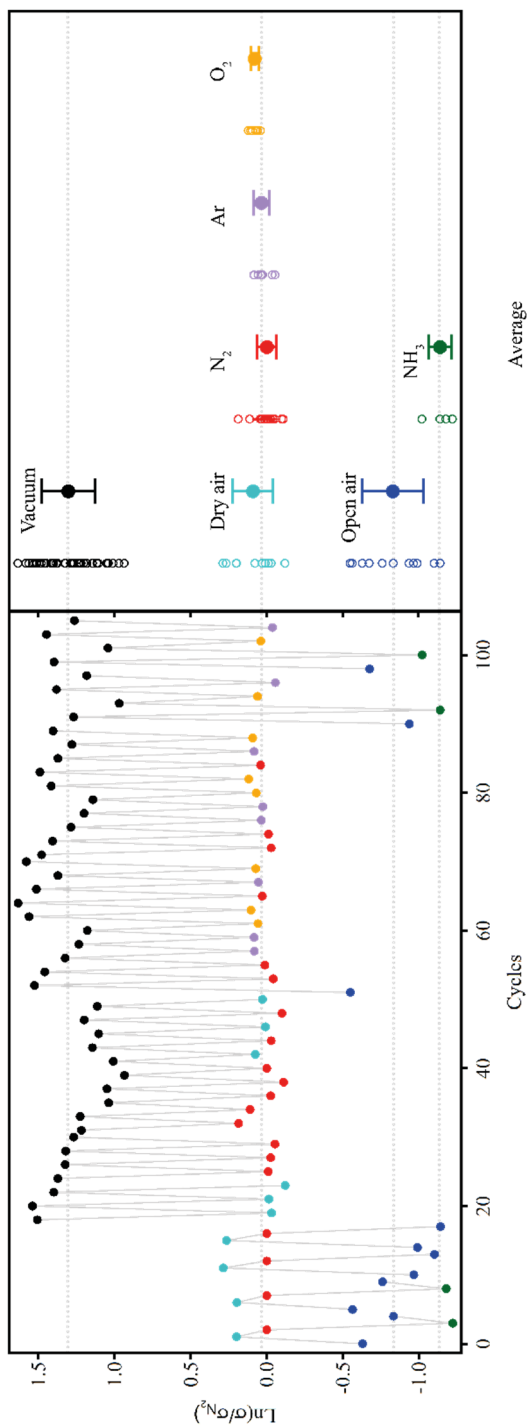 Ln(σ/σN₂)
1.5
1.0
0.5
0.0
-0.5
-1.0
0
20
40
60
80
100
Cycles
Vacuum
Dry air
Open air
N₂
NH₃
Ar
O₂
Average